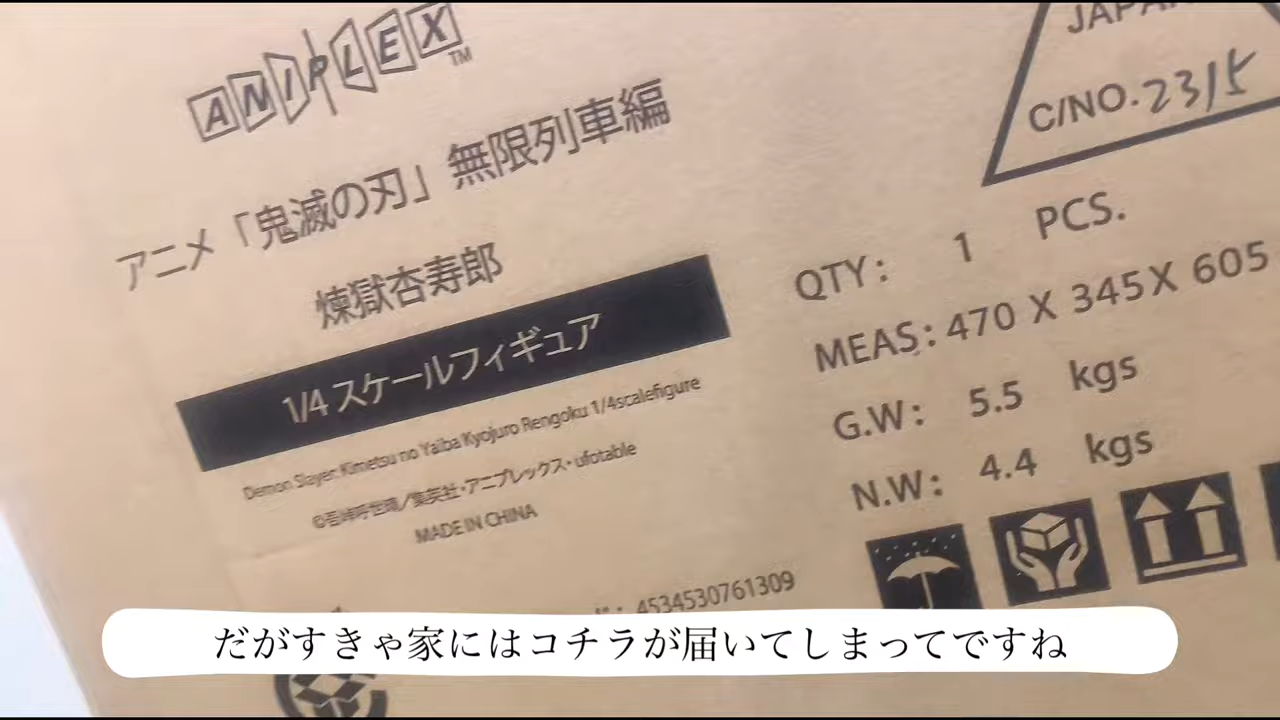 ANIPLEX™
アニメ「鬼滅の刃」無限列車編
煉獄杏寿郎
1/4 スケールフィギュア
Demon Slayer: Kimetsu no Yaiba Kyojuro Rengoku 1/4scalefigure
©吾峠呼世晴／集英社・アニプレックス・ufotable
MADE IN CHINA
4534530761309
JAPAN
C/NO. 2315
QTY: 1 PCS.
MEAS: 470 X 345 X 605
G.W: 5.5 kgs
N.W: 4.4 kgs
だがすきゃ家にはコチラが届いてしまってですね